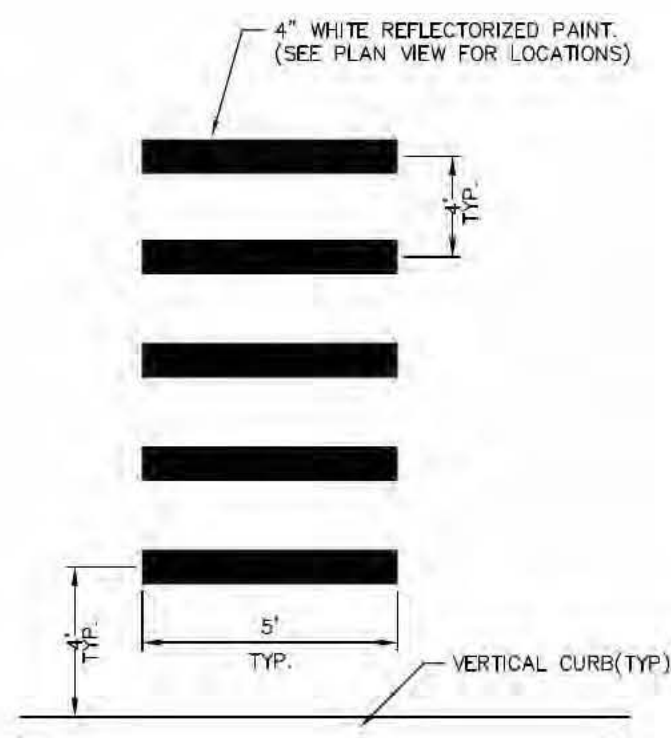 4" WHITE REFLECTORIZED PAINT.
(SEE PLAN VIEW FOR LOCATIONS)
4'
TYP.
4'
TYP.
5'
TYP.
VERTICAL CURB(TYP)